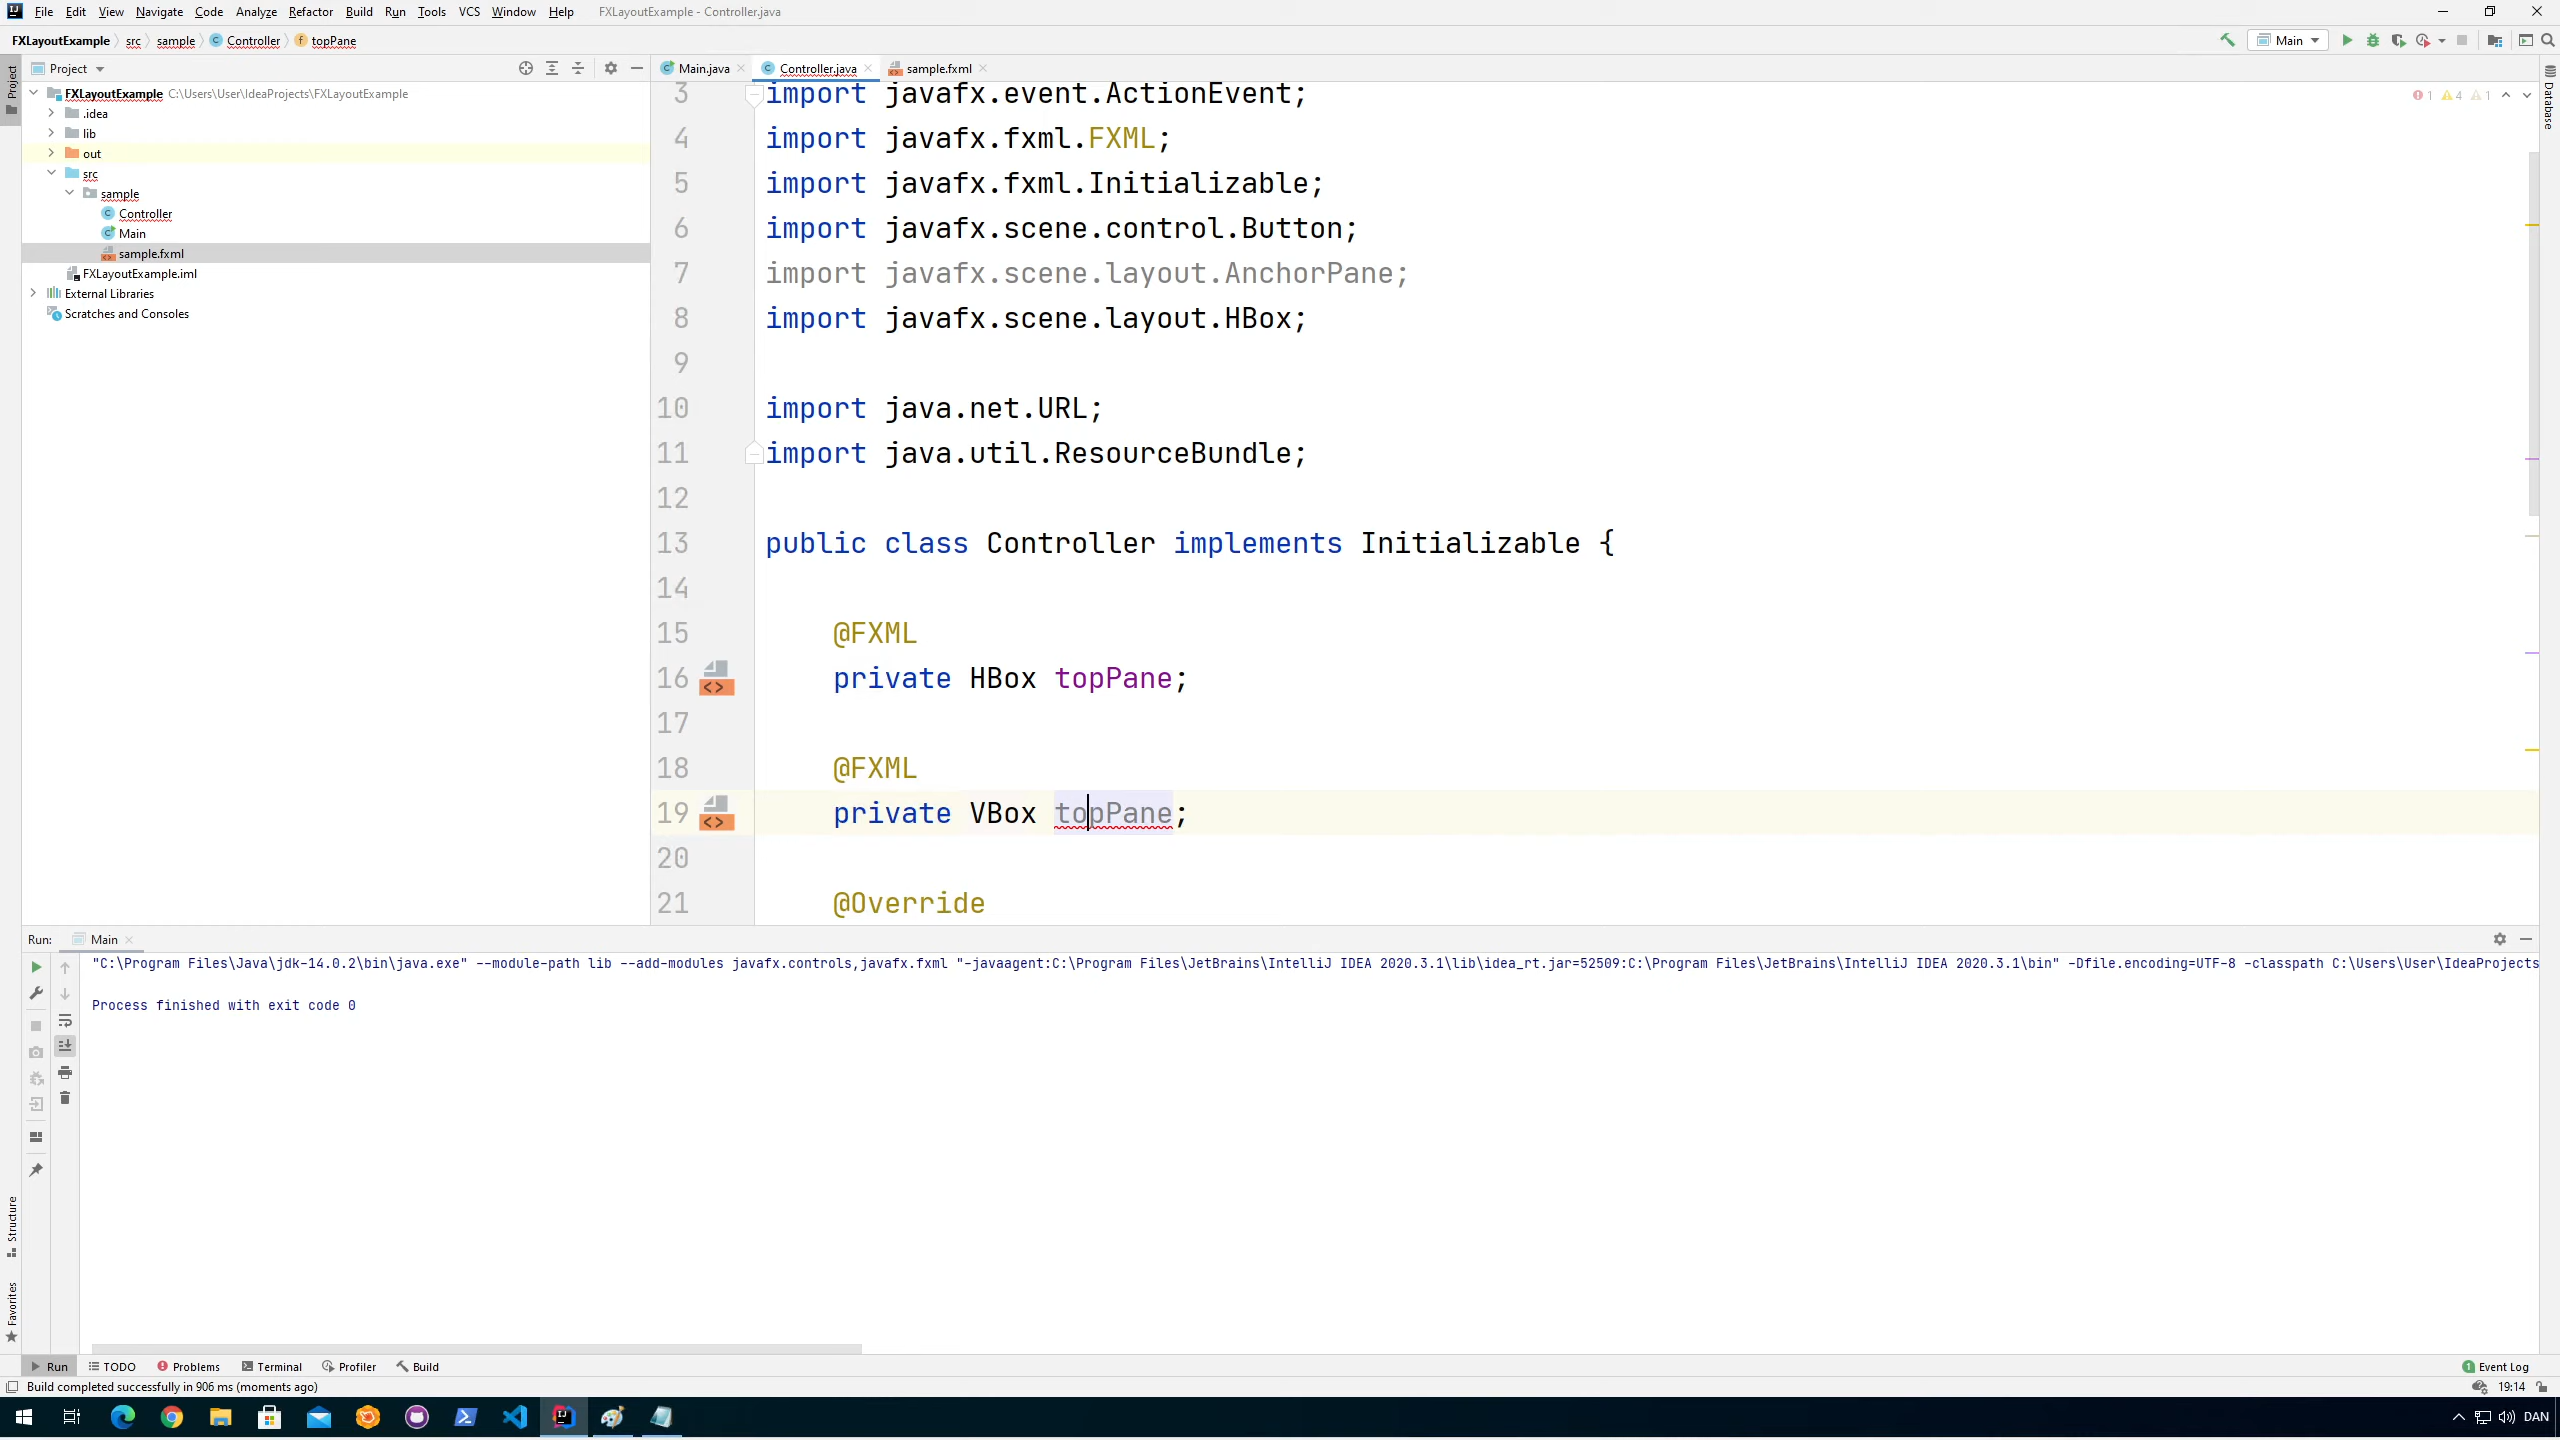 File Edit View Navigate Code Analyze Refactor Build Run Tools VCS Window Help FXLayoutExample - Controller.java
FXLayoutExample src sample Controller topPane
Main
Project
Main.java Controller.java sample.fxml
Project
Database
FXLayoutExample C:\Users\User\IdeaProjects\FXLayoutExample
.idea
lib
out
src
sample
Controller
Main
sample.fxml
FXLayoutExample.iml
External Libraries
Scratches and Consoles
1 4 1
3 import javafx.event.ActionEvent;
4 import javafx.fxml.FXML;
5 import javafx.fxml.Initializable;
6 import javafx.scene.control.Button;
7 import javafx.scene.layout.AnchorPane;
8 import javafx.scene.layout.HBox;
9
10 import java.net.URL;
11 import java.util.ResourceBundle;
12
13 public class Controller implements Initializable {
14
15 @FXML
16 private HBox topPane;
17
18 @FXML
19 private VBox topPane;
20
21 @Override
Run: Main
"C:\Program Files\Java\jdk-14.0.2\bin\java.exe" --module-path lib --add-modules javafx.controls,javafx.fxml "-javaagent:C:\Program Files\JetBrains\IntelliJ IDEA 2020.3.1\lib\idea_rt.jar=52509:C:\Program Files\JetBrains\IntelliJ IDEA 2020.3.1\bin" -Dfile.encoding=UTF-8 -classpath C:\Users\User\IdeaProjects
Process finished with exit code 0
Structure
Favorites
Run TODO Problems Terminal Profiler Build
1 Event Log
Build completed successfully in 906 ms (moments ago)
19:14
DAN